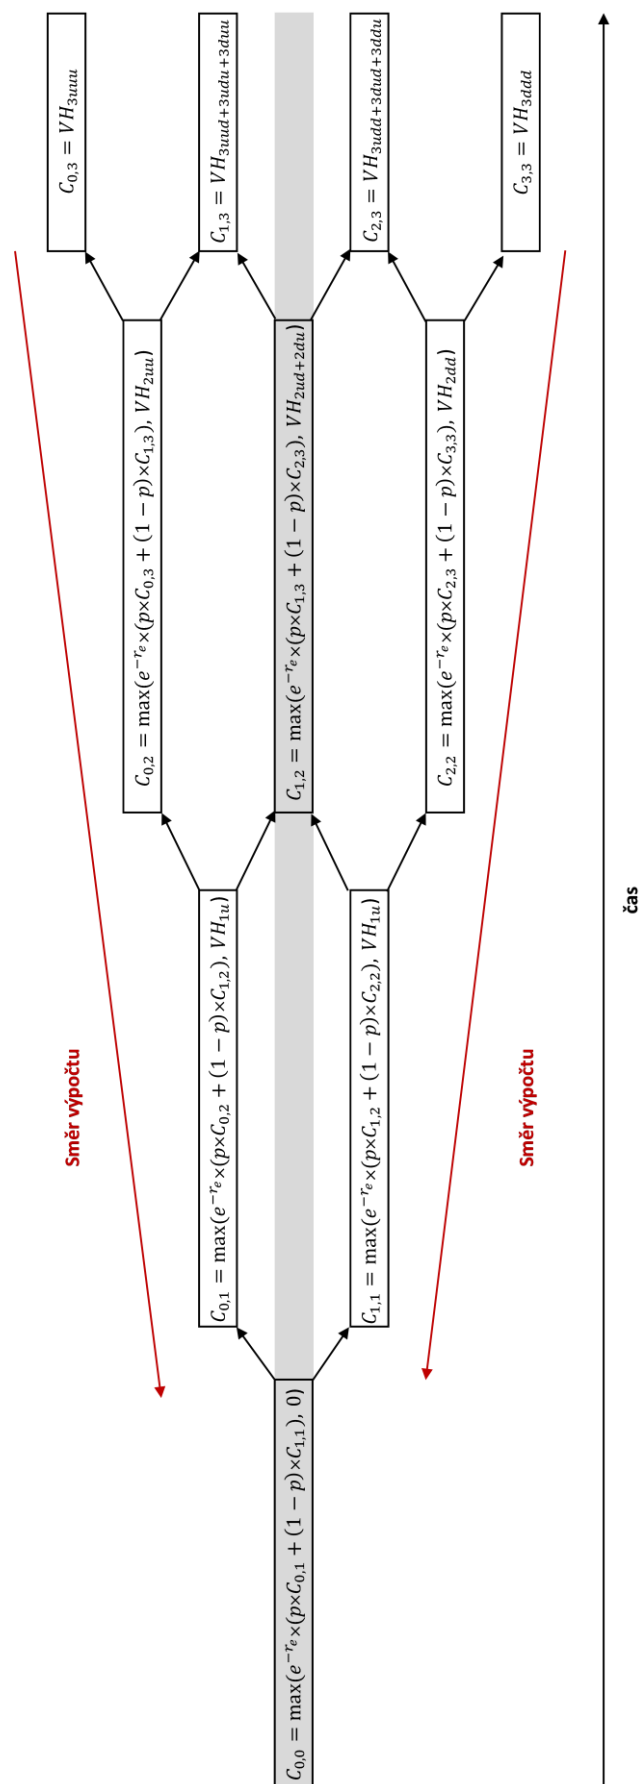 C_{0,0} = max(e^{-r_e}×(p×C_{0,1} + (1 − p)×C_{1,1}), 0)
C_{0,1} = max(e^{-r_e}×(p×C_{0,2} + (1 − p)×C_{1,2}), VH_{1u})
C_{1,1} = max(e^{-r_e}×(p×C_{1,2} + (1 − p)×C_{2,2}), VH_{1u})
C_{0,2} = max(e^{-r_e}×(p×C_{0,3} + (1 − p)×C_{1,3}), VH_{2uu})
C_{1,2} = max(e^{-r_e}×(p×C_{1,3} + (1 − p)×C_{2,3}), VH_{2ud+2du})
C_{2,2} = max(e^{-r_e}×(p×C_{2,3} + (1 − p)×C_{3,3}), VH_{2dd})
C_{0,3} = VH_{3uuu}
C_{1,3} = VH_{3uud+3udu+3duu}
C_{2,3} = VH_{3udd+3dud+3ddu}
C_{3,3} = VH_{3ddd}
Směr výpočtu
Směr výpočtu
čas